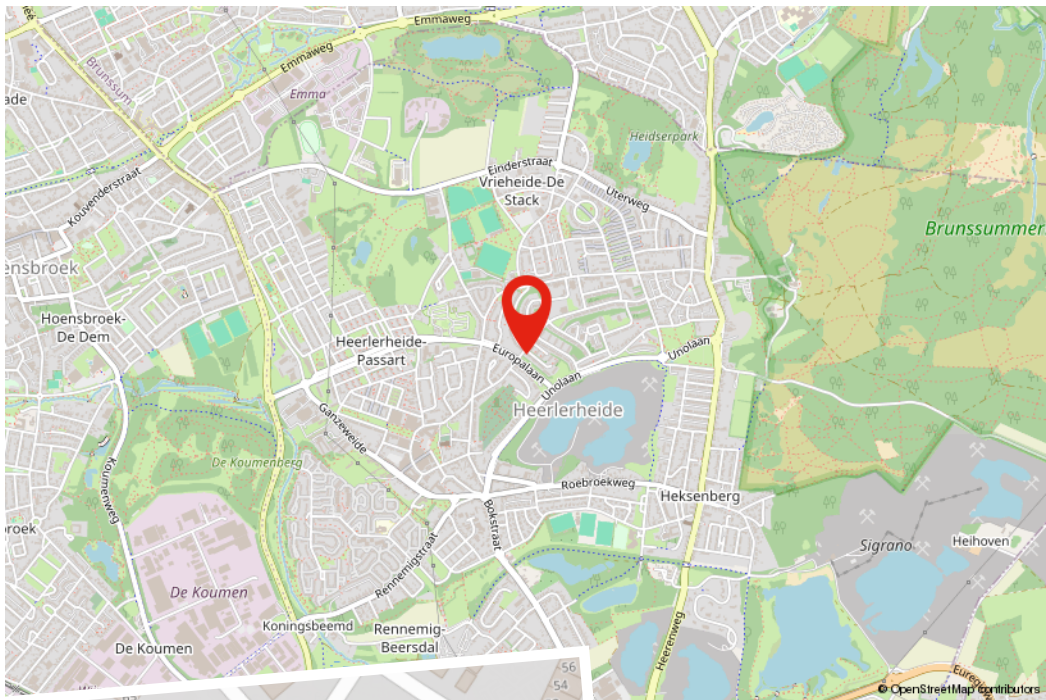 Emmaweg
Emmaweg
Brunssum
Emma
ade
Heidserpark
Einderstraat
Kouvenderstraat
Vrieheide-De
Stack
Uterweg
Brunssummer
ensbroek
Hoensbroek-
De Dem
Heerlerheide-
Passart
Europalaan
Unolaan
Unolaan
Heerlerheide
Ganzeweide
De Koumenberg
Koumenweg
Roebroekweg
Heksenberg
Bokstraat
roek
Sigrano
Heihoven
Rennemigstraat
De Koumen
Koningsbeemd
Rennemig-
Beersdal
De Koumen
Heerenweg
56
54
© OpenStreetMap contributors